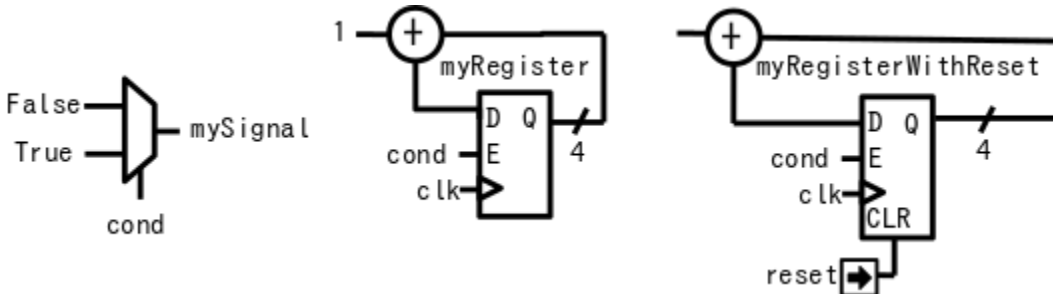 False
True
mySignal
cond
1
+
myRegister
D Q
E
cond
clk
4
+
myRegisterWithReset
D Q
E
cond
clk
CLR
4
reset